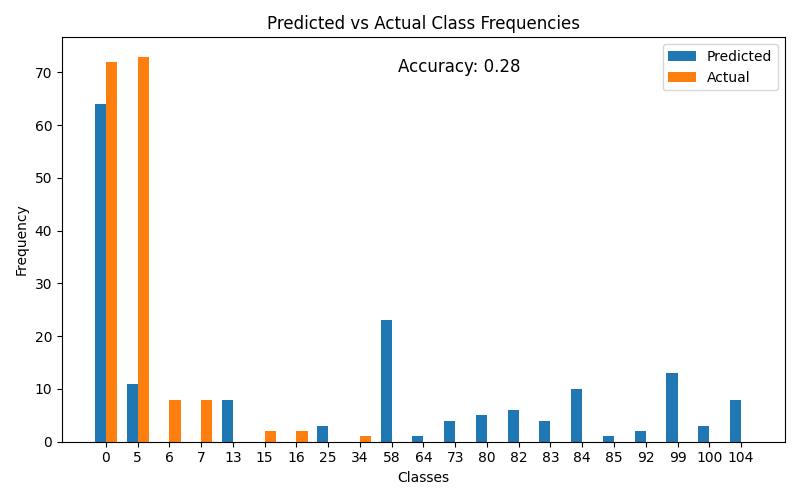 Predicted vs Actual Class Frequencies
Accuracy: 0.28
Predicted
Actual
Frequency
70
60
50
40
30
20
10
0
0 5 6 7 13 15 16 25 34 58 64 73 80 82 83 84 85 92 99 100 104
Classes